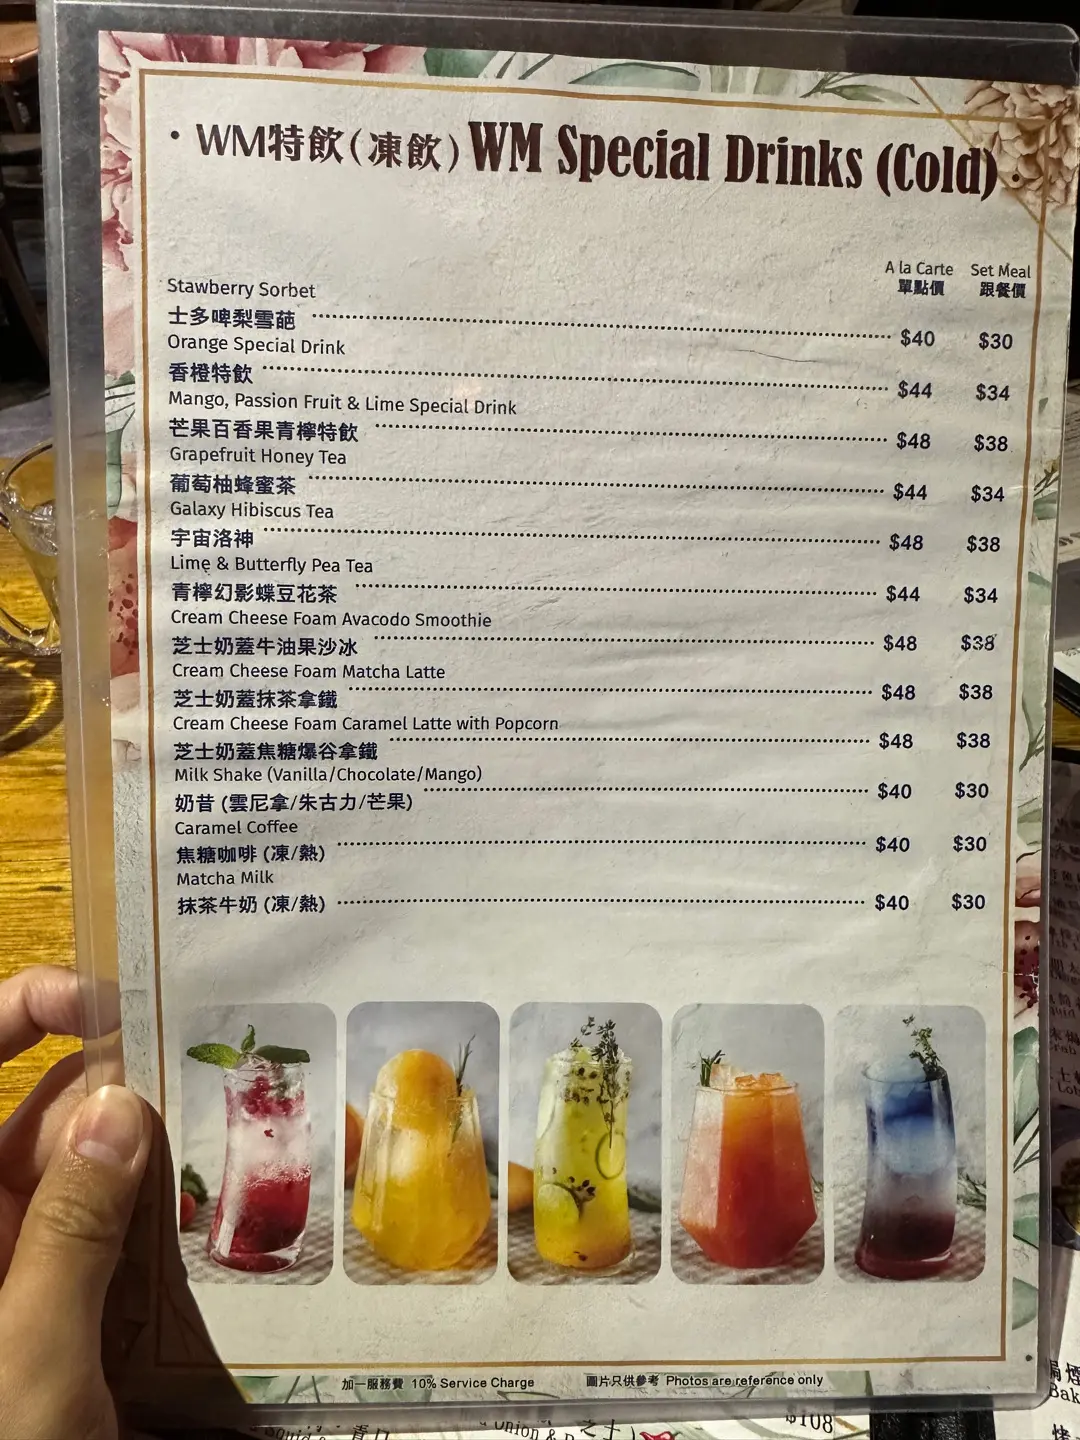 · WM特飲(凍飲) WM Special Drinks (Cold) ·
A la Carte Set Meal
單點價 跟餐價
Stawberry Sorbet
士多啤梨雪葩 $40 $30
Orange Special Drink
香橙特飲 $44 $34
Mango, Passion Fruit & Lime Special Drink
芒果百香果青檸特飲 $48 $38
Grapefruit Honey Tea
葡萄柚蜂蜜茶 $44 $34
Galaxy Hibiscus Tea
宇宙洛神 $48 $38
Lime & Butterfly Pea Tea
青檸幻影蝶豆花茶 $44 $34
Cream Cheese Foam Avacodo Smoothie
芝士奶蓋牛油果沙冰 $48 $38
Cream Cheese Foam Matcha Latte
芝士奶蓋抹茶拿鐵 $48 $38
Cream Cheese Foam Caramel Latte with Popcorn
芝士奶蓋焦糖爆谷拿鐵 $48 $38
Milk Shake (Vanilla/Chocolate/Mango)
奶昔 (雲尼拿/朱古力/芒果) $40 $30
Caramel Coffee
焦糖咖啡 (凍/熱) $40 $30
Matcha Milk
抹茶牛奶 (凍/熱) $40 $30
加一服務費 10% Service Charge 圖片只供參考 Photos are reference only
$108